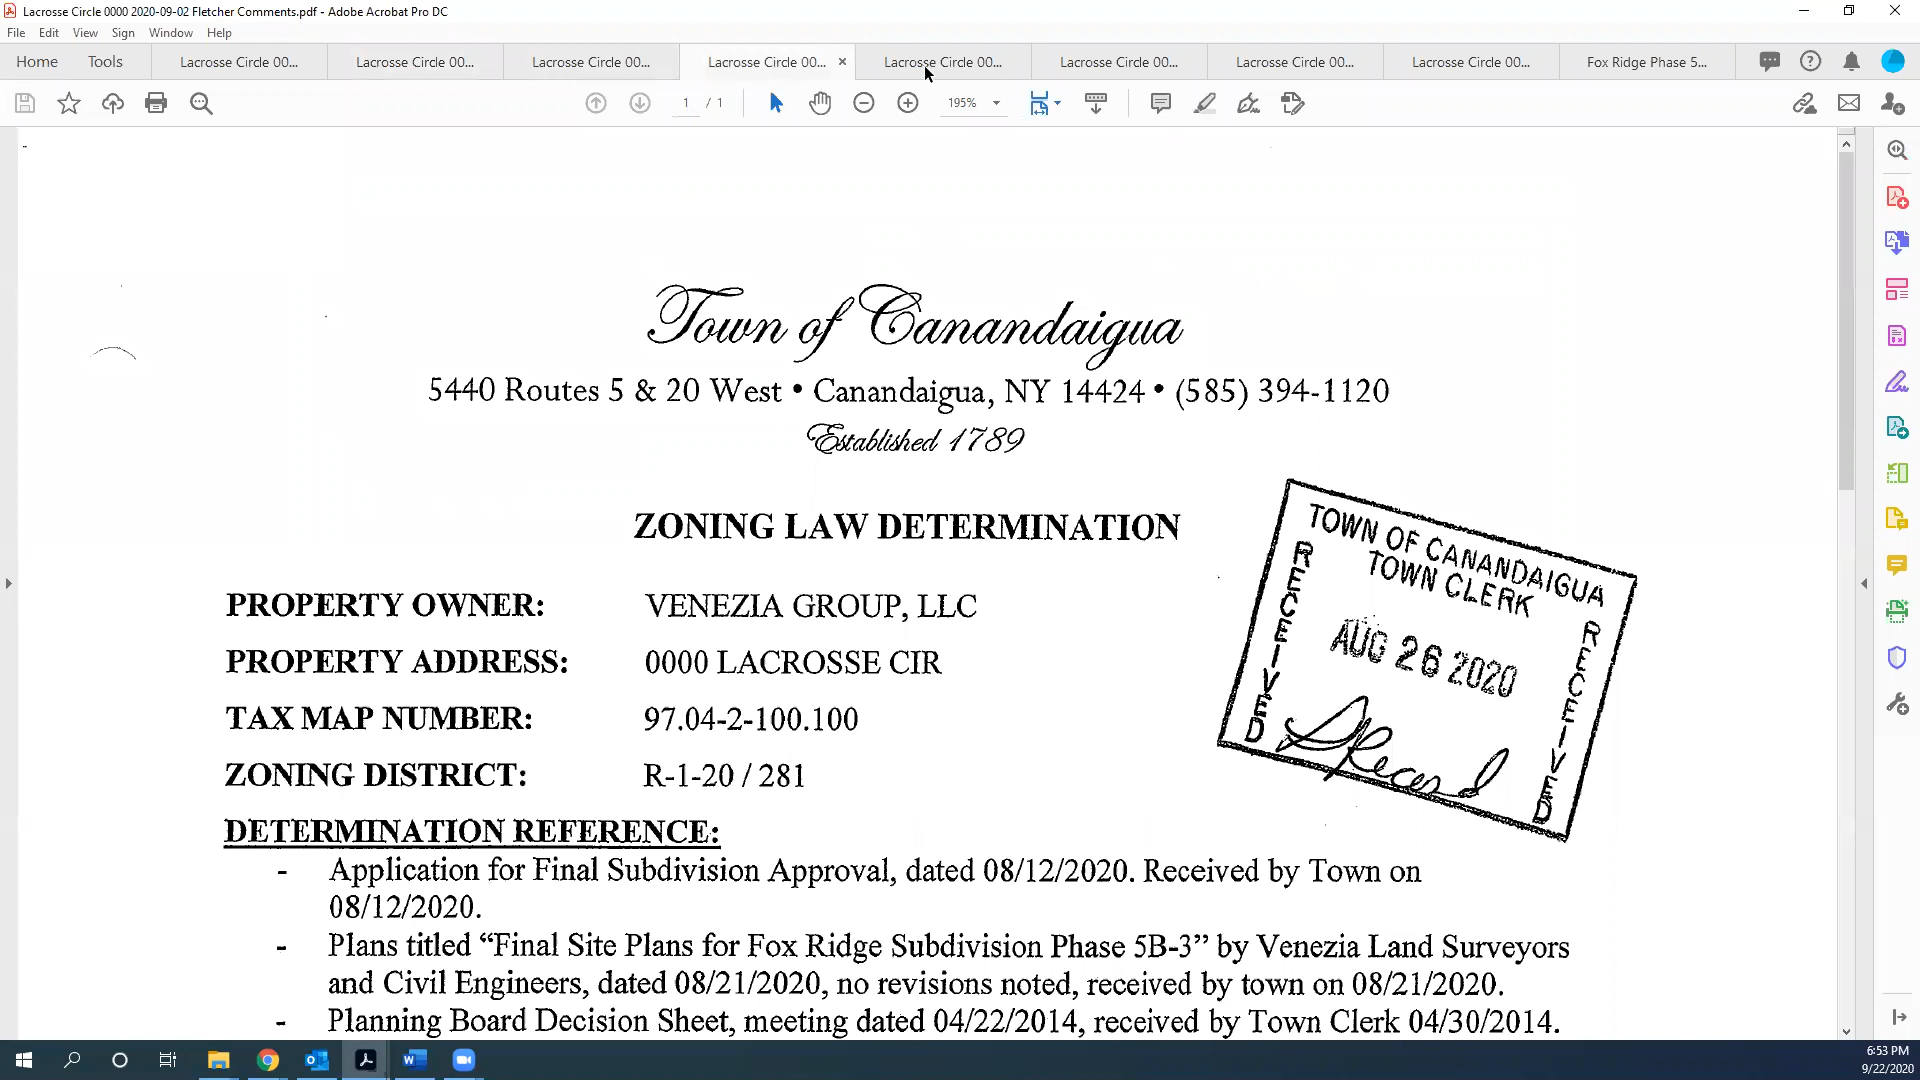 Lacrosse Circle 0000 2020-09-02 Fletcher Comments.pdf - Adobe Acrobat Pro DC
File Edit View Sign Window Help
Home Tools Lacrosse Circle 00... Lacrosse Circle 00... Lacrosse Circle 00... Lacrosse Circle 00... × Lacrosse Circle 00... Lacrosse Circle 00... Lacrosse Circle 00... Lacrosse Circle 00... Fox Ridge Phase 5...
1 / 1 195%
Town of Canandaigua
5440 Routes 5 & 20 West • Canandaigua, NY 14424 • (585) 394-1120
Established 1789
ZONING LAW DETERMINATION
TOWN OF CANANDAIGUA
TOWN CLERK
RECEIVED
AUG 26 2020
RECEIVED
PROPERTY OWNER: VENEZIA GROUP, LLC
PROPERTY ADDRESS: 0000 LACROSSE CIR
TAX MAP NUMBER: 97.04-2-100.100
ZONING DISTRICT: R-1-20 / 281
DETERMINATION REFERENCE:
- Application for Final Subdivision Approval, dated 08/12/2020. Received by Town on
08/12/2020.
- Plans titled “Final Site Plans for Fox Ridge Subdivision Phase 5B-3” by Venezia Land Surveyors
and Civil Engineers, dated 08/21/2020, no revisions noted, received by town on 08/21/2020.
- Planning Board Decision Sheet, meeting dated 04/22/2014, received by Town Clerk 04/30/2014.
6:53 PM
9/22/2020